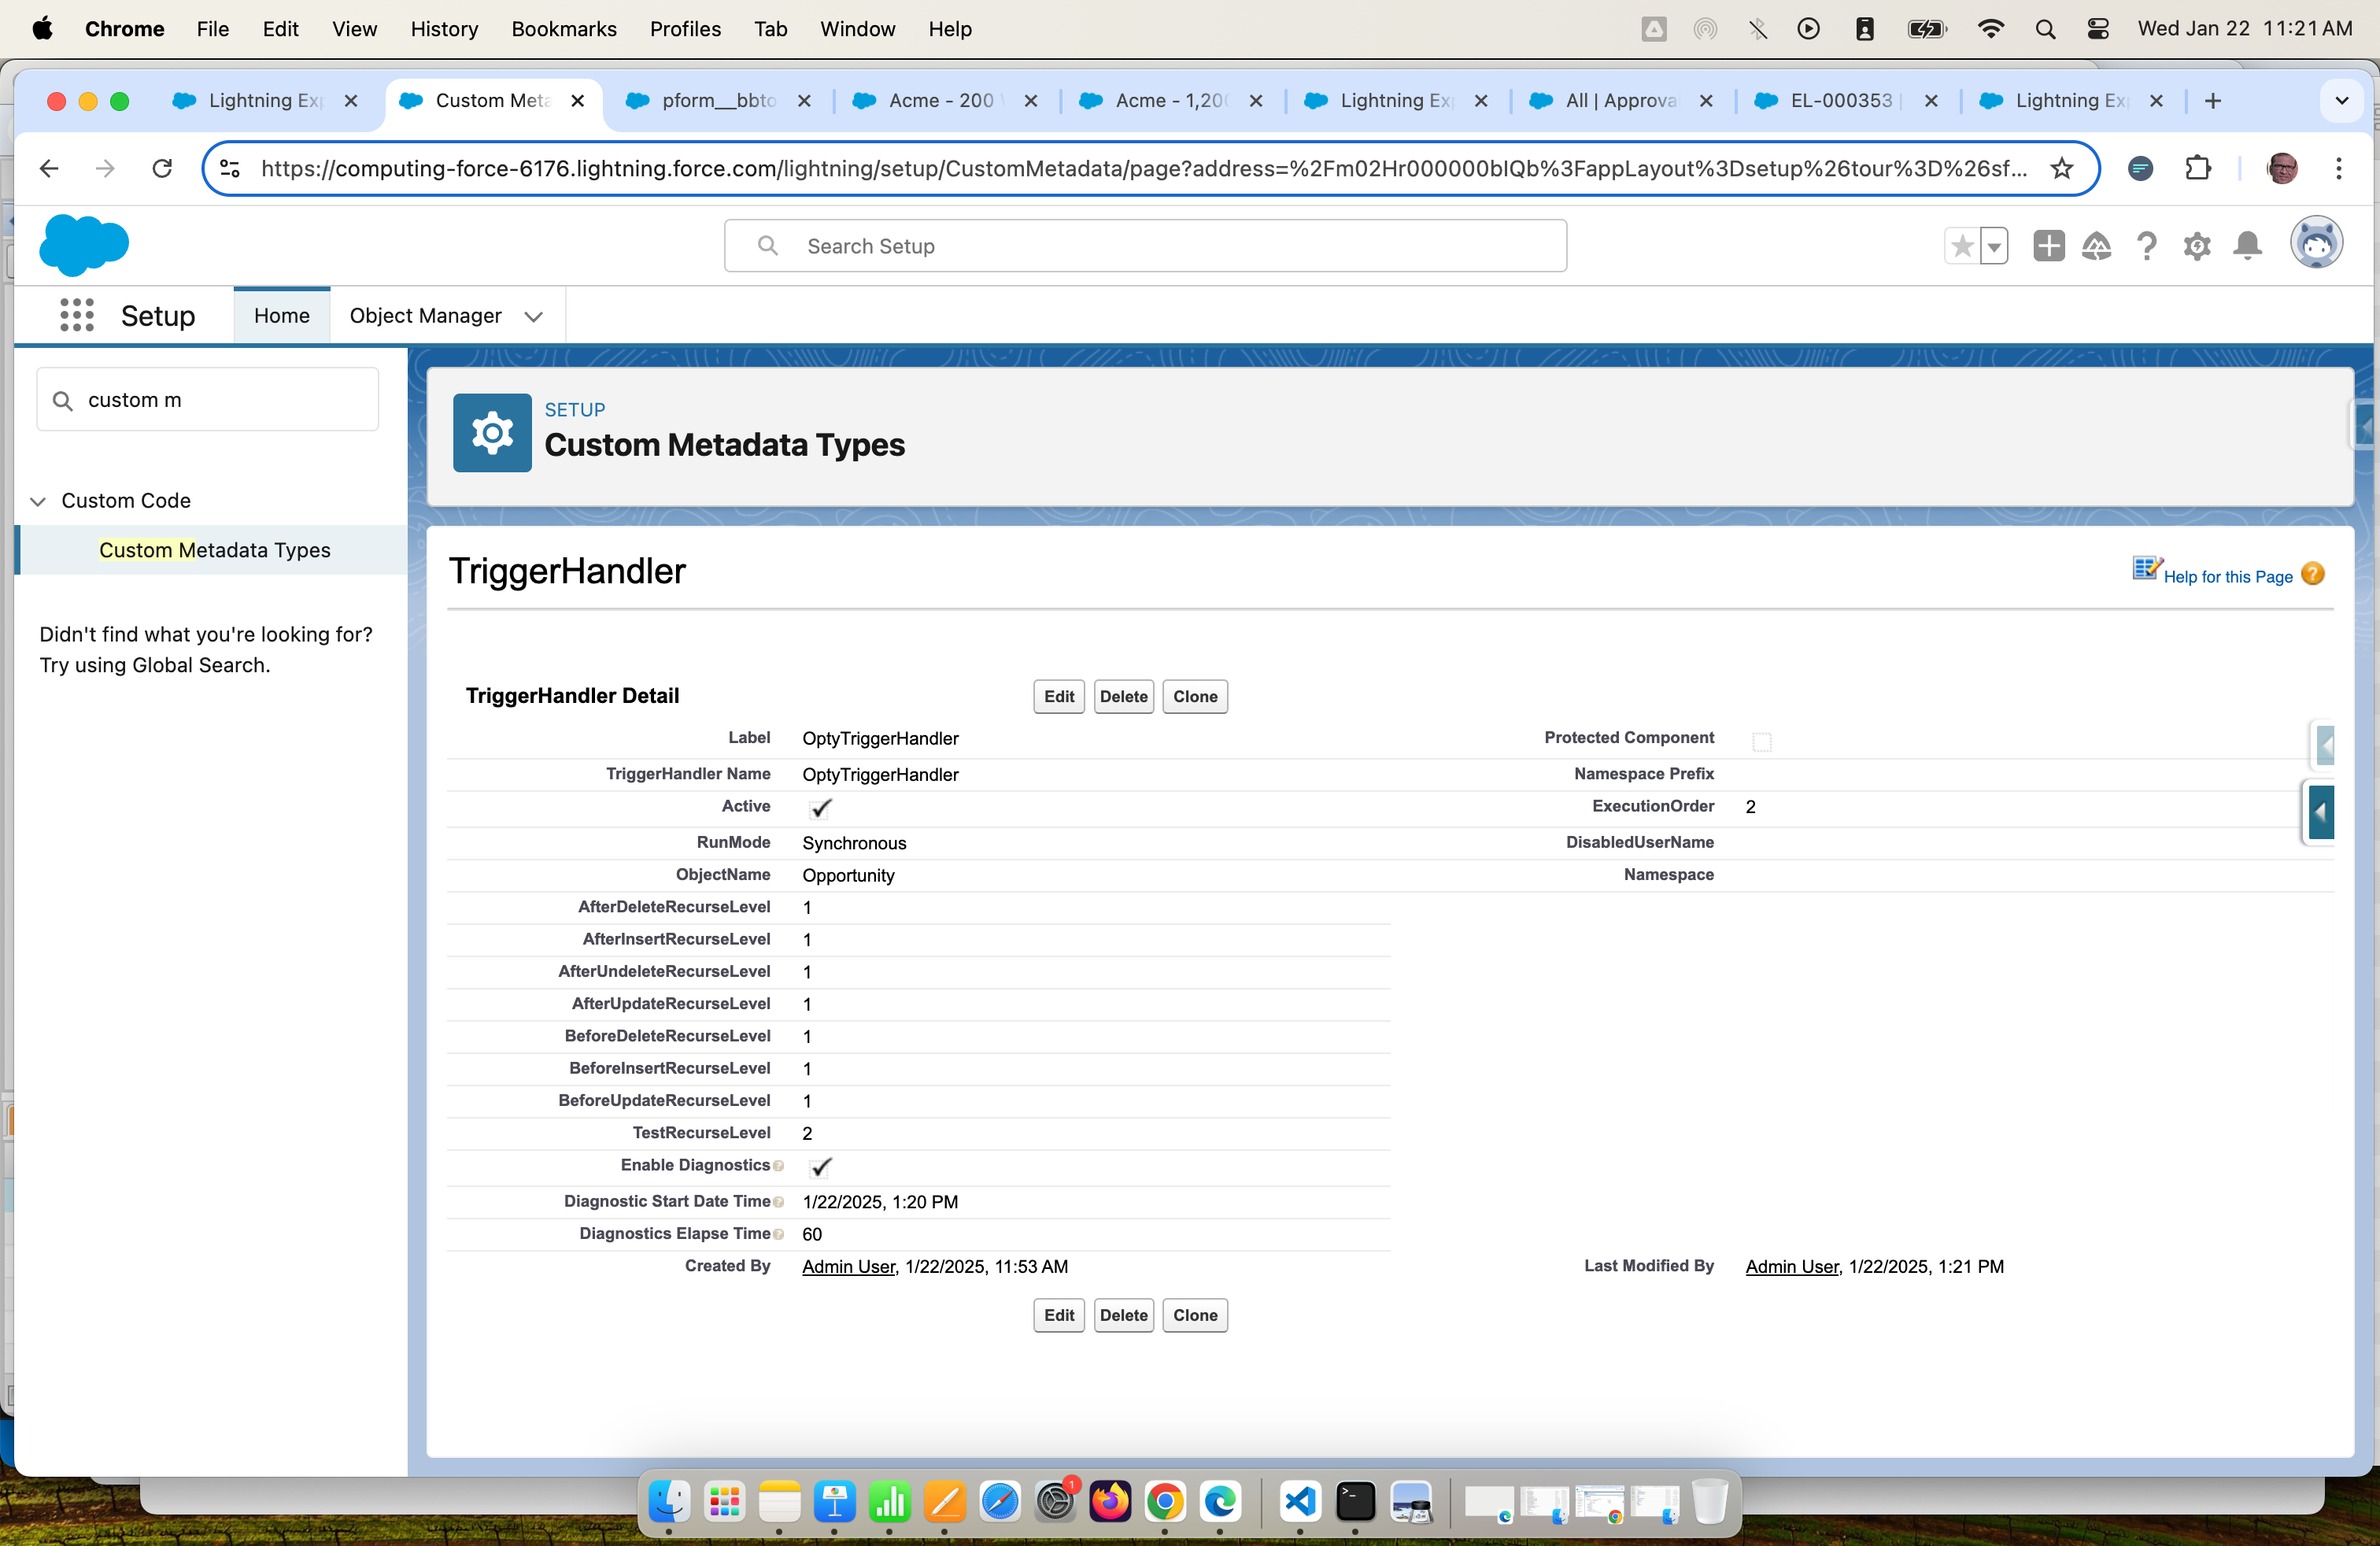 Chrome File Edit View History Bookmarks Profiles Tab Window Help Wed Jan 22 11:21 AM
Lightning Exp Custom Meta pform__bbto Acme - 200 Acme - 1,200 Lightning Ex All | Approva EL-000353 | Lightning Ex
https://computing-force-6176.lightning.force.com/lightning/setup/CustomMetadata/page?address=%2Fm02Hr000000bIQb%3FappLayout%3Dsetup%26tour%3D%26sf...
Search Setup
Setup Home Object Manager
custom m
SETUP
Custom Metadata Types
Custom Code
Custom Metadata Types
Didn't find what you're looking for?
Try using Global Search.
TriggerHandler
Help for this Page ?
TriggerHandler Detail Edit Delete Clone
Label OptyTriggerHandler Protected Component
TriggerHandler Name OptyTriggerHandler Namespace Prefix
Active ExecutionOrder 2
RunMode Synchronous DisabledUserName
ObjectName Opportunity Namespace
AfterDeleteRecurseLevel 1
AfterInsertRecurseLevel 1
AfterUndeleteRecurseLevel 1
AfterUpdateRecurseLevel 1
BeforeDeleteRecurseLevel 1
BeforeInsertRecurseLevel 1
BeforeUpdateRecurseLevel 1
TestRecurseLevel 2
Enable Diagnostics
Diagnostic Start Date Time 1/22/2025, 1:20 PM
Diagnostics Elapse Time 60
Created By Admin User, 1/22/2025, 11:53 AM Last Modified By Admin User, 1/22/2025, 1:21 PM
Edit Delete Clone
1